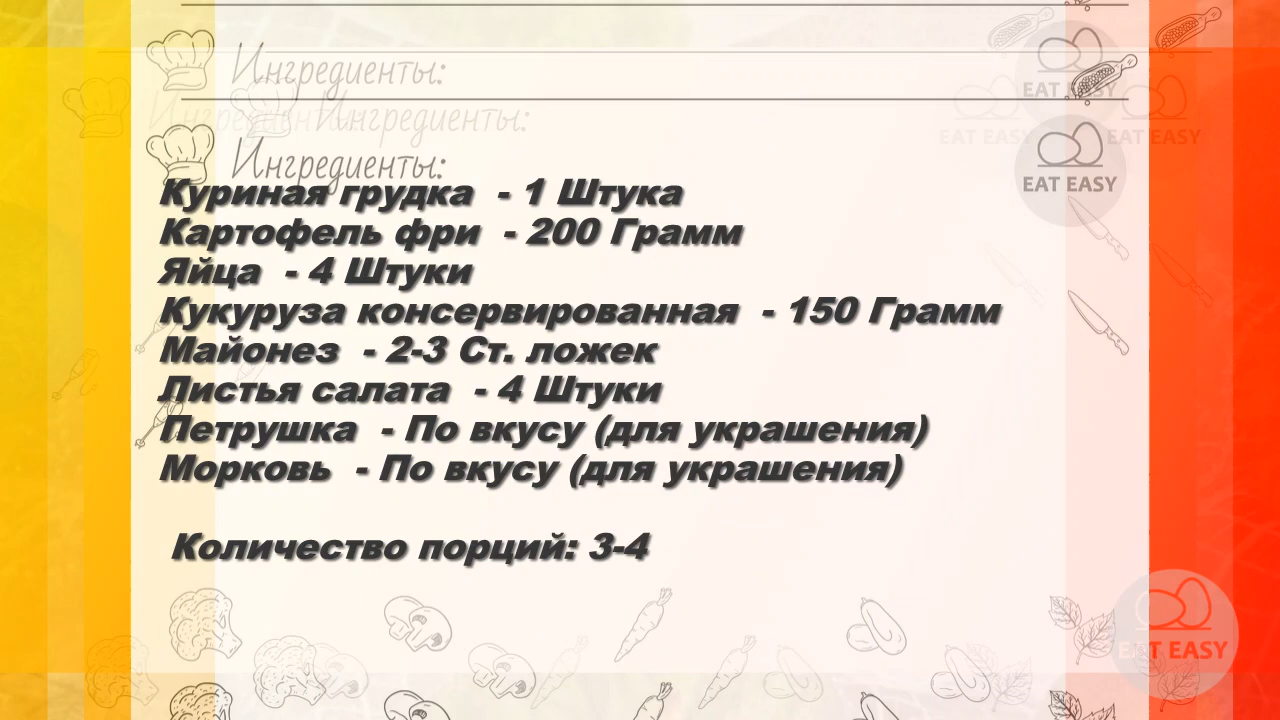 Ингредиенты:
EAT EASY
EAT EASY
EAT EASY
Ингредиенты:
Ингредиенты:
EAT EASY
Куриная грудка - 1 Штука
Картофель фри - 200 Грамм
Яйца - 4 Штуки
Кукуруза консервированная - 150 Грамм
Майонез - 2-3 Ст. ложек
Листья салата - 4 Штуки
Петрушка - По вкусу (для украшения)
Морковь - По вкусу (для украшения)
Количество порций: 3-4
EAT EASY